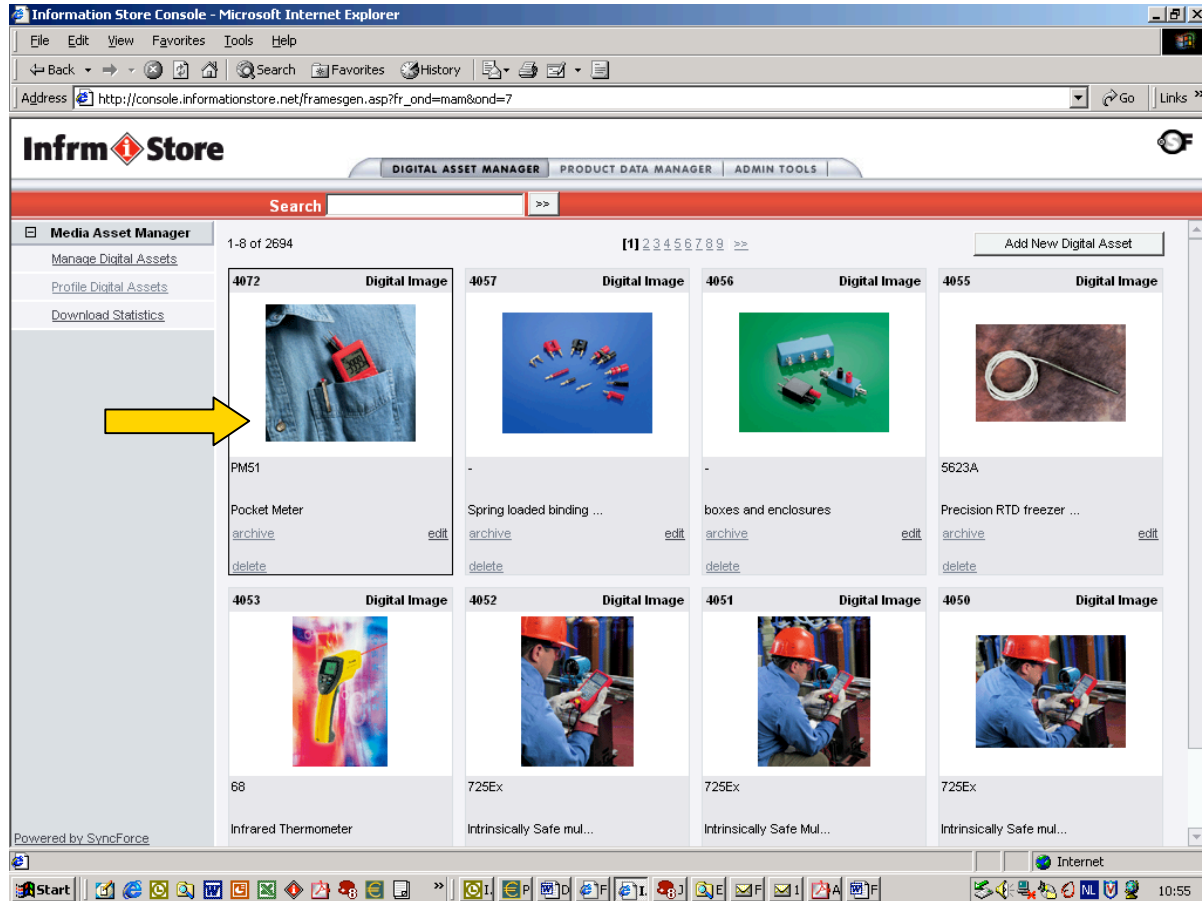 Information Store Console - Microsoft Internet Explorer
File Edit View Favorites Tools Help
Back Search Favorites History
Address http://console.informationstore.net/framesgen.asp?fr_ond=mam&ond=7 Go Links »
Infrm i Store
DIGITAL ASSET MANAGER PRODUCT DATA MANAGER ADMIN TOOLS
SF
Search >>
Media Asset Manager
Manage Digital Assets
Profile Digital Assets
Download Statistics
1-8 of 2694 [1] 2 3 4 5 6 7 8 9 >> Add New Digital Asset
4072 Digital Image 4057 Digital Image 4056 Digital Image 4055 Digital Image
PM51 - - 5623A
Pocket Meter Spring loaded binding ... boxes and enclosures Precision RTD freezer ...
archive edit archive edit archive edit archive edit
delete delete delete delete
4053 Digital Image 4052 Digital Image 4051 Digital Image 4050 Digital Image
68 725Ex 725Ex 725Ex
Infrared Thermometer Intrinsically Safe mul... Intrinsically Safe Mul... Intrinsically Safe mul...
Powered by SyncForce
Internet
Start » I. P D F I. J E F 1 A F NL 10:55